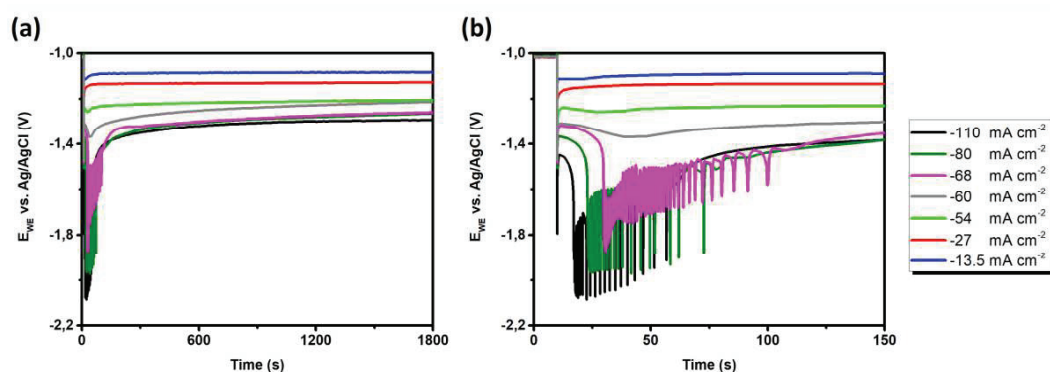 (a)
(b)
-1,0
-1,4
-1,8
-2,2
E_WE vs. Ag/AgCl (V)
0
600
1200
1800
Time (s)
-1,0
-1,4
-1,8
-2,2
E_WE vs. Ag/AgCl (V)
0
50
100
150
Time (s)
-110 mA cm⁻²
-80 mA cm⁻²
-68 mA cm⁻²
-60 mA cm⁻²
-54 mA cm⁻²
-27 mA cm⁻²
-13.5 mA cm⁻²